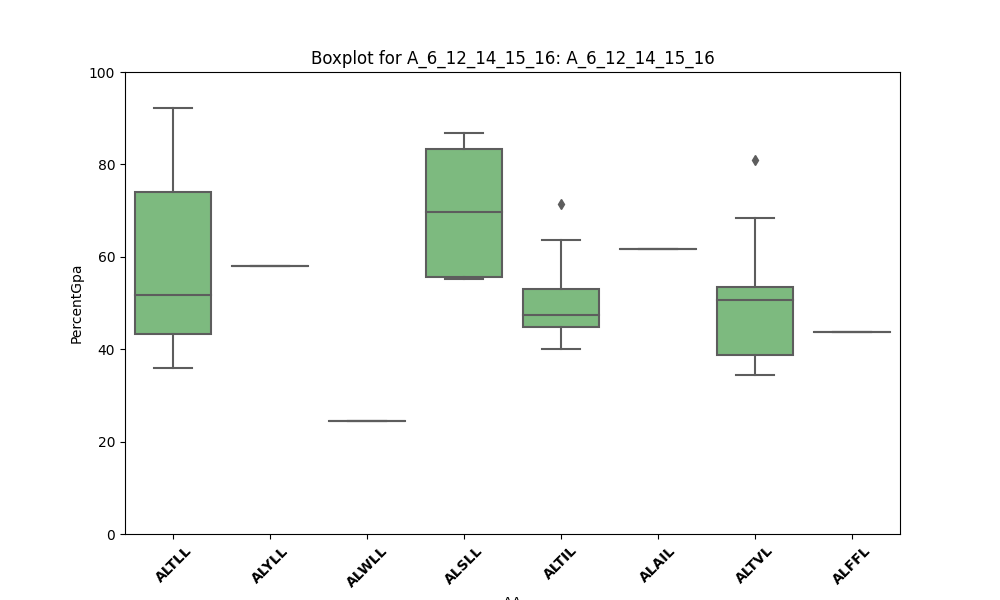 Boxplot for A_6_12_14_15_16: A_6_12_14_15_16
100
80
60
40
20
0
PercentGpa
ALTLL
ALYLL
ALWLL
ALSLL
ALTIL
ALAIL
ALTVL
ALFFL